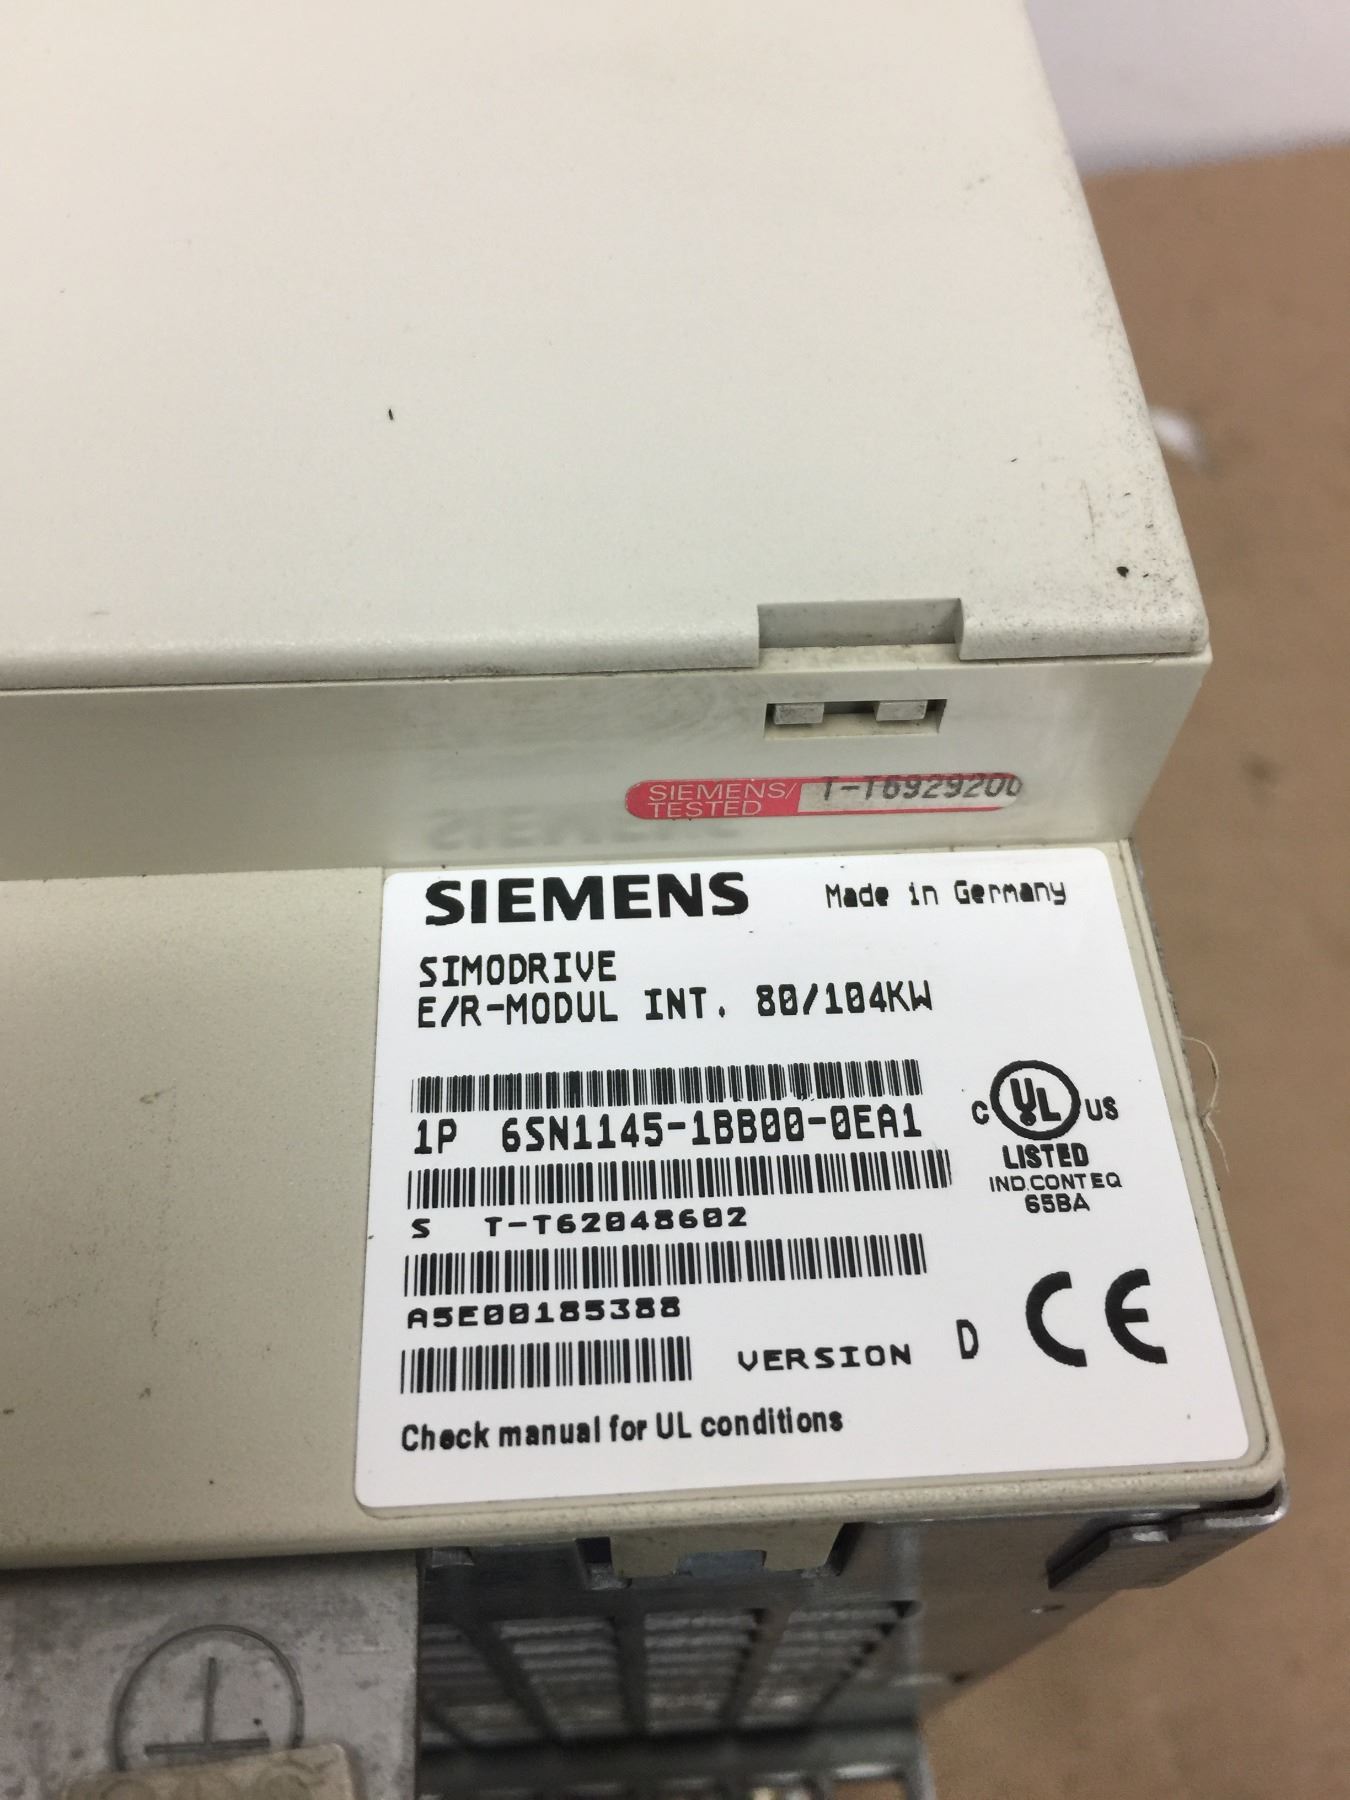 SIEMENS/ T-T6929200
TESTED
SIEMENS Made in Germany
SIMODRIVE
E/R-MODUL INT. 80/104KW
1P 6SN1145-1BB00-0EA1
C UL US
LISTED
IND.CONT EQ
65BA
S T-T62048602
A5E00185388
VERSION D CE
Check manual for UL conditions